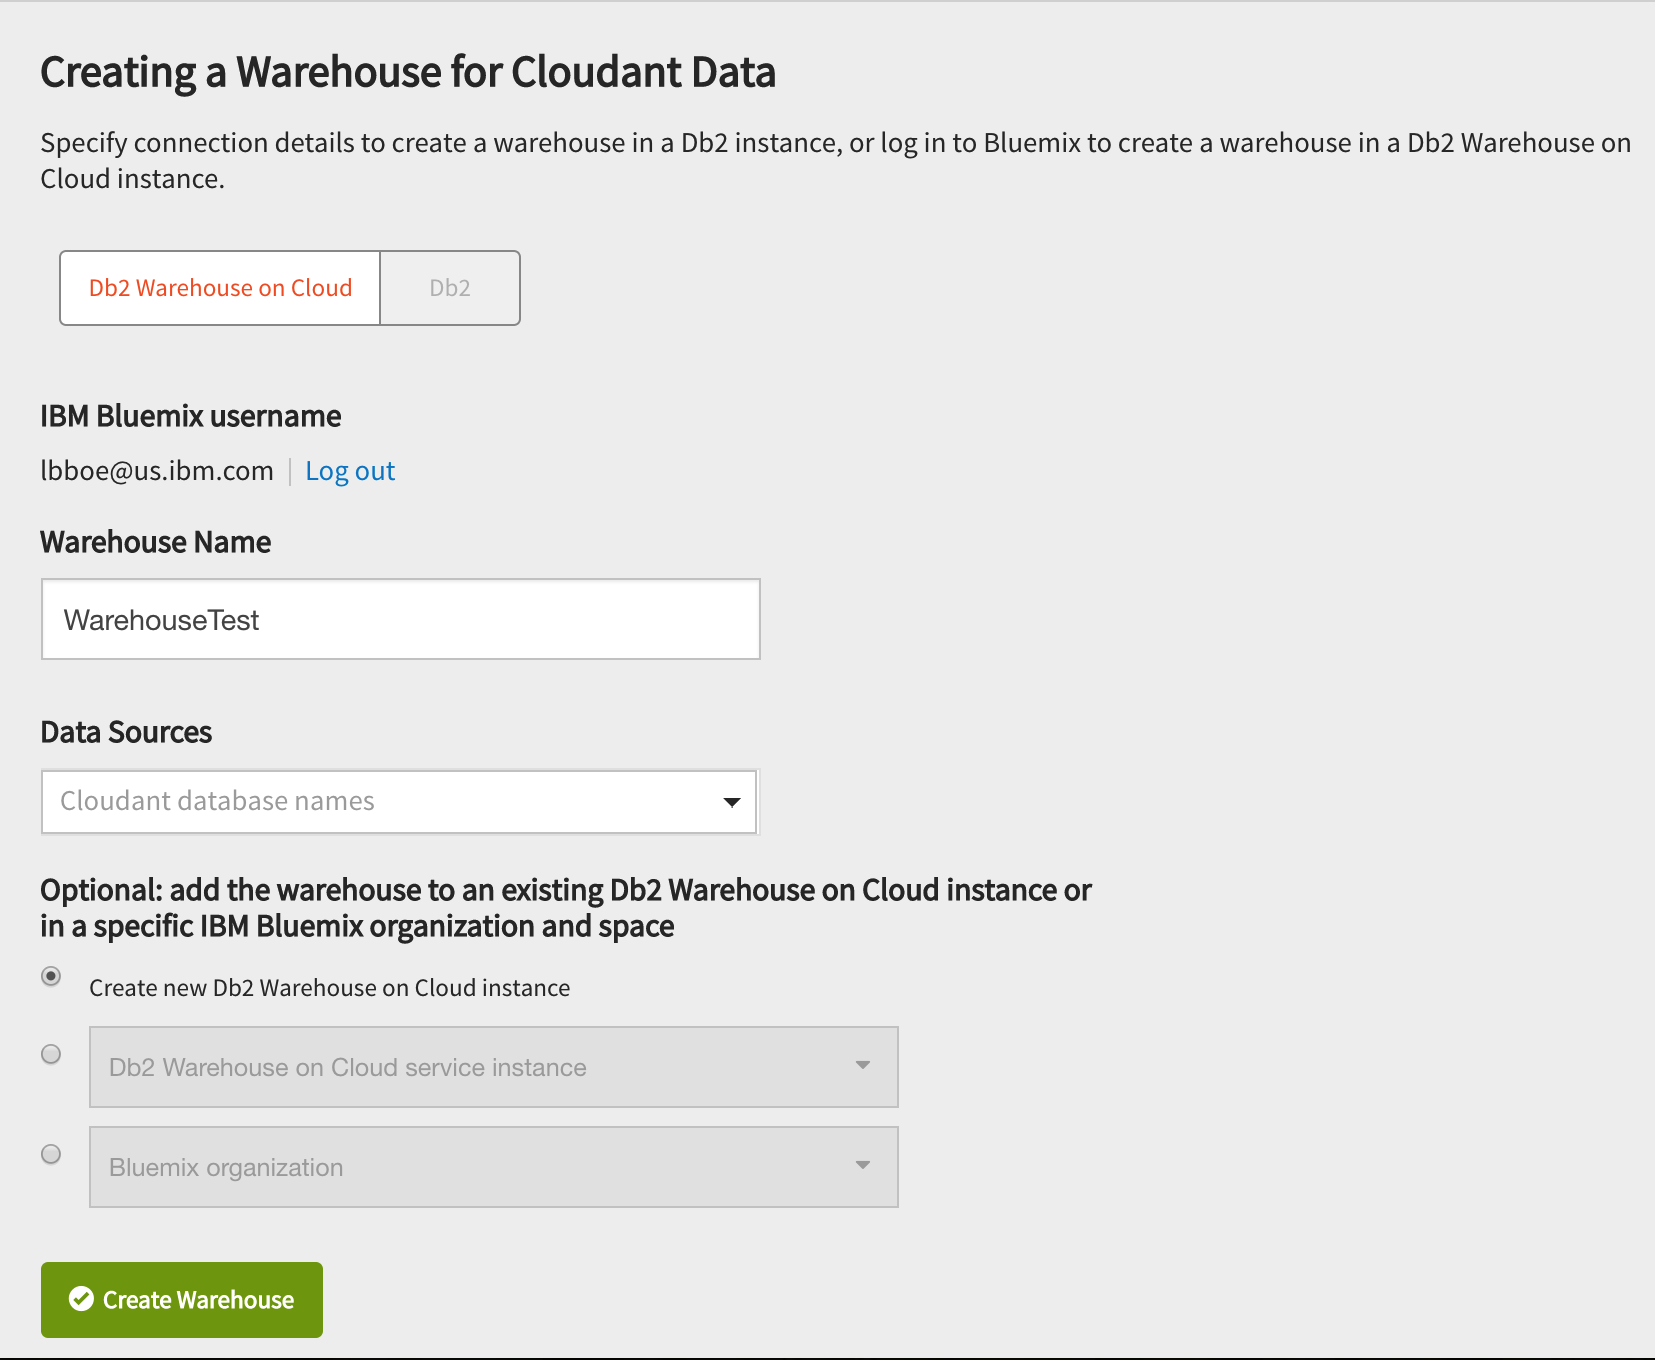 Creating a Warehouse for Cloudant Data
Specify connection details to create a warehouse in a Db2 instance, or log in to Bluemix to create a warehouse in a Db2 Warehouse on
Cloud instance.
Db2 Warehouse on Cloud
Db2
IBM Bluemix username
lbboe@us.ibm.com | Log out
Warehouse Name
WarehouseTest
Data Sources
Cloudant database names
Optional: add the warehouse to an existing Db2 Warehouse on Cloud instance or
in a specific IBM Bluemix organization and space
Create new Db2 Warehouse on Cloud instance
Db2 Warehouse on Cloud service instance
Bluemix organization
Create Warehouse